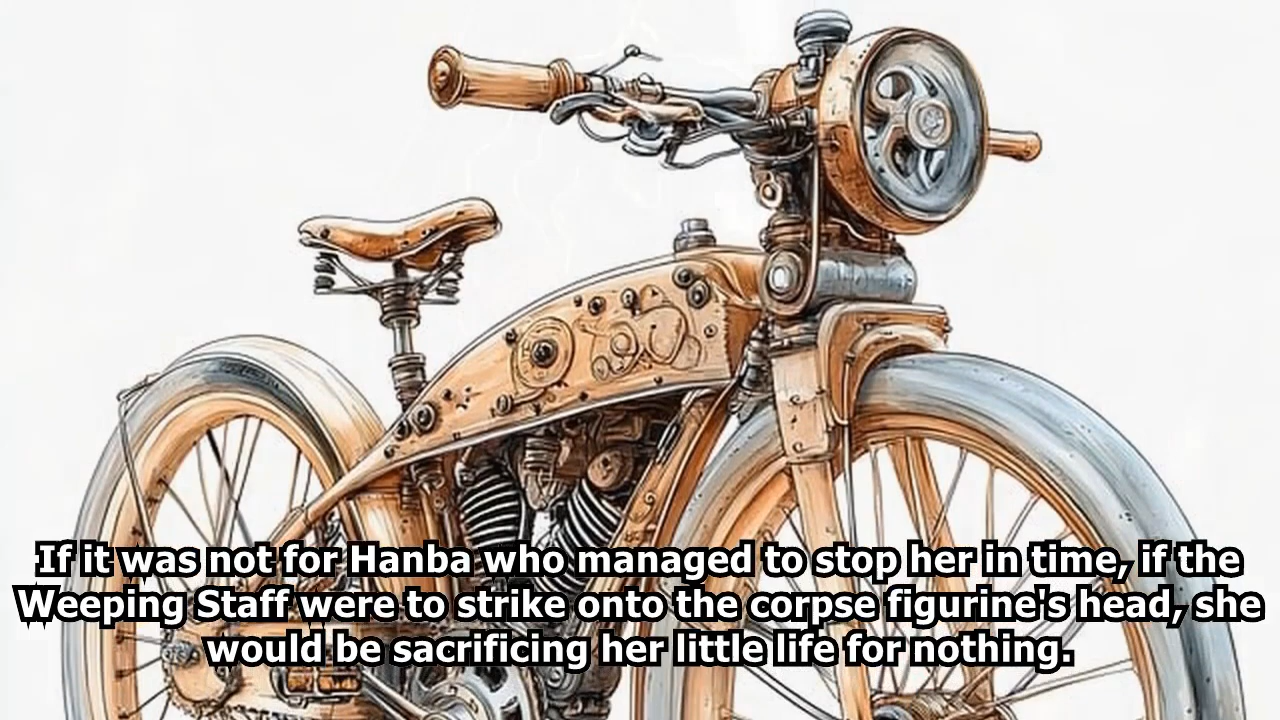 If it was not for Hanba who managed to stop her in time, if the
Weeping Staff were to strike onto the corpse figurine's head, she
would be sacrificing her little life for nothing.